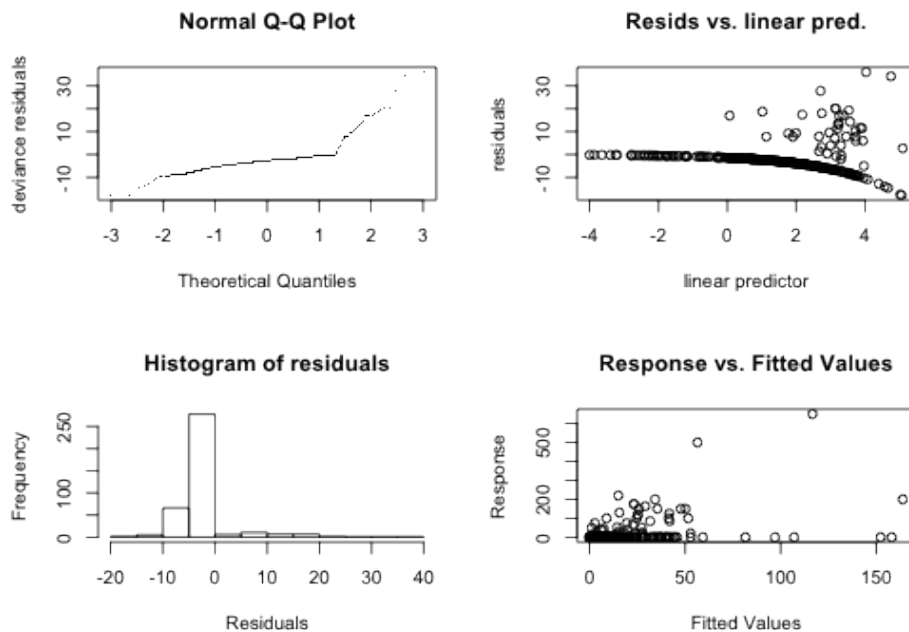 Normal Q-Q Plot
deviance residuals
-10 10 30
-3 -2 -1 0 1 2 3
Theoretical Quantiles
Resids vs. linear pred.
residuals
-10 10 30
-4 -2 0 2 4
linear predictor
Histogram of residuals
Frequency
0 100 250
-20 -10 0 10 20 30 40
Residuals
Response vs. Fitted Values
Response
0 200 500
0 50 100 150
Fitted Values